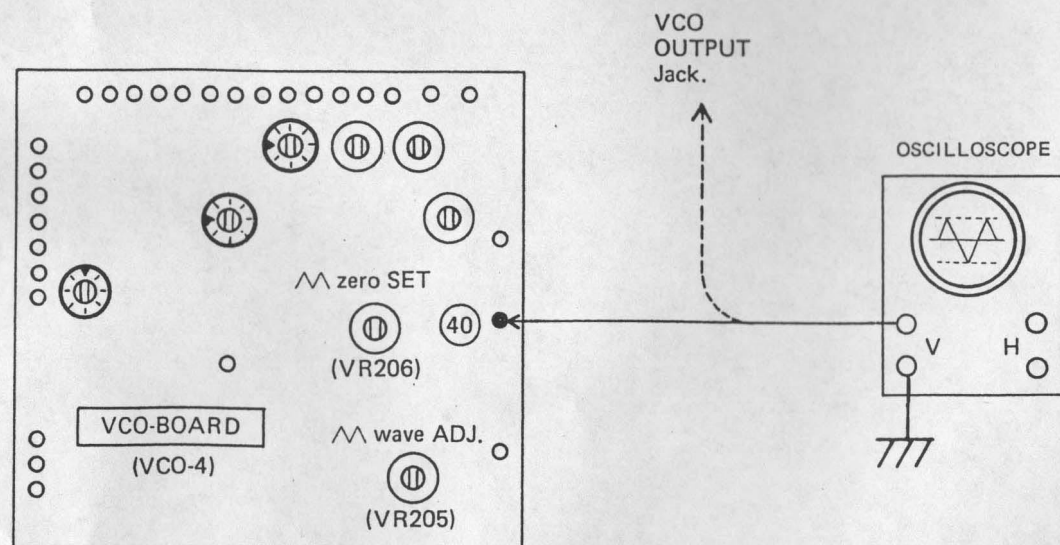 VCO
OUTPUT
Jack.
OSCILLOSCOPE
zero SET
40
(VR206)
V
H
VCO-BOARD
(VCO-4)
wave ADJ.
(VR205)